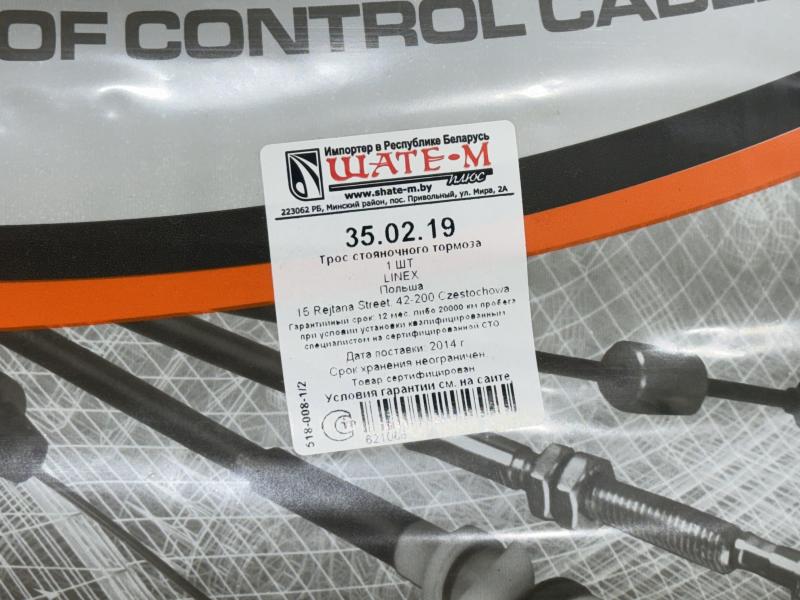 OF CONTROL CABLE
Импортер в Республике Беларусь
ШАТЕ-М
плюс
www.shate-m.by
223062 РБ, Минский район, пос. Привольный, ул. Мира, 2А
35.02.19
Трос стояночного тормоза
1 ШТ
LINEX
Польша
15 Rejtana Street. 42-200 Czestochowa
Гарантийный срок: 12 мес. либо 20000 км пробега
при условии установки квалифицированным
специалистом на сертифицированной СТО
Дата поставки: 2014 г
Срок хранения неограничен.
Товар сертифицирован
Условия гарантии см. на сайте
518-008-1/2